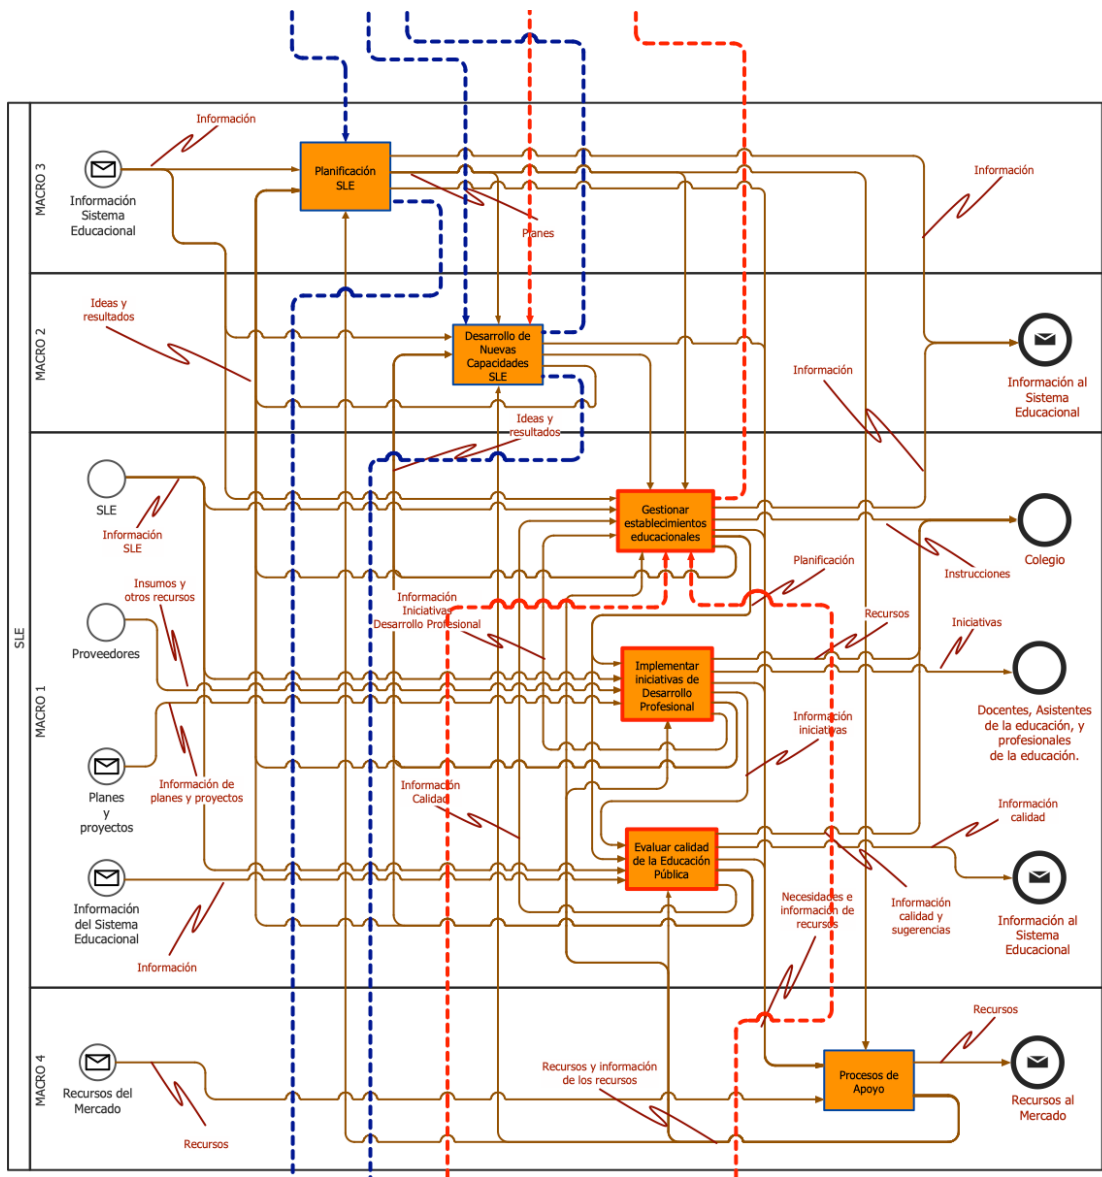 SLE
MACRO 3
Información
Información
Sistema
Educacional
Planificación
SLE
Planes
Información
MACRO 2
Ideas y
resultados
Desarrollo de
Nuevas
Capacidades
SLE
Información
Información al
Sistema
Educacional
Ideas y
resultados
MACRO 1
SLE
Información
SLE
Gestionar
establecimientos
educacionales
Instrucciones
Colegio
Insumos y
otros recursos
Proveedores
Información
Iniciativas
Desarrollo Profesional
Planificación
Recursos
Iniciativas
Implementar
iniciativas de
Desarrollo
Profesional
Docentes, Asistentes
de la educación, y
profesionales
de la educación.
Información
iniciativas
Planes
y
proyectos
Información de
planes y proyectos
Información
Calidad
Evaluar calidad
de la Educación
Pública
Información
calidad
Información
del Sistema
Educacional
Información
Necesidades e
información de
recursos
Información
calidad y
sugerencias
Información al
Sistema
Educacional
MACRO 4
Recursos del
Mercado
Recursos
Recursos y información
de los recursos
Procesos de
Apoyo
Recursos
Recursos al
Mercado